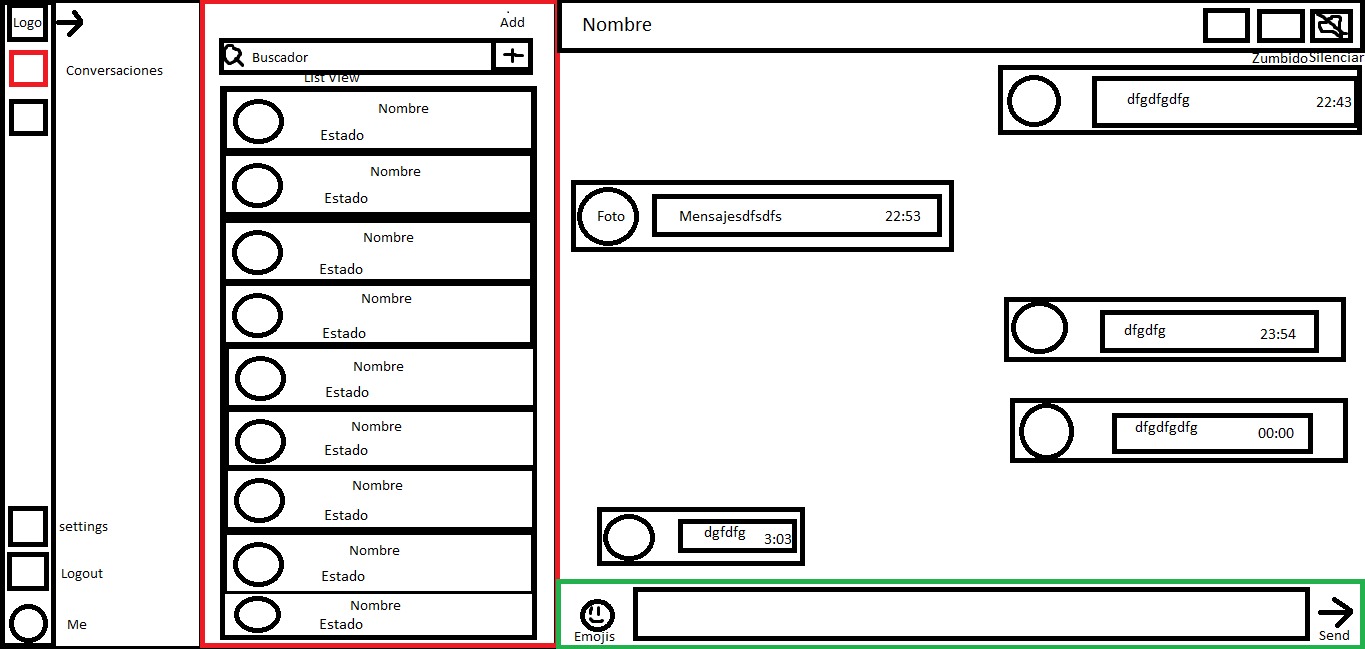 Logo
Conversaciones
settings
Logout
Me
Add
Buscador
List View
Nombre
Estado
Nombre
Estado
Nombre
Estado
Nombre
Estado
Nombre
Estado
Nombre
Estado
Nombre
Estado
Nombre
Estado
Nombre
Estado
Nombre
Zumbido
Silenciar
dfgdfgdfg 22:43
Foto Mensajesdfsdfs 22:53
dfgdfg 23:54
dfgdfgdfg 00:00
dgfdfg 3:03
Emojis
Send